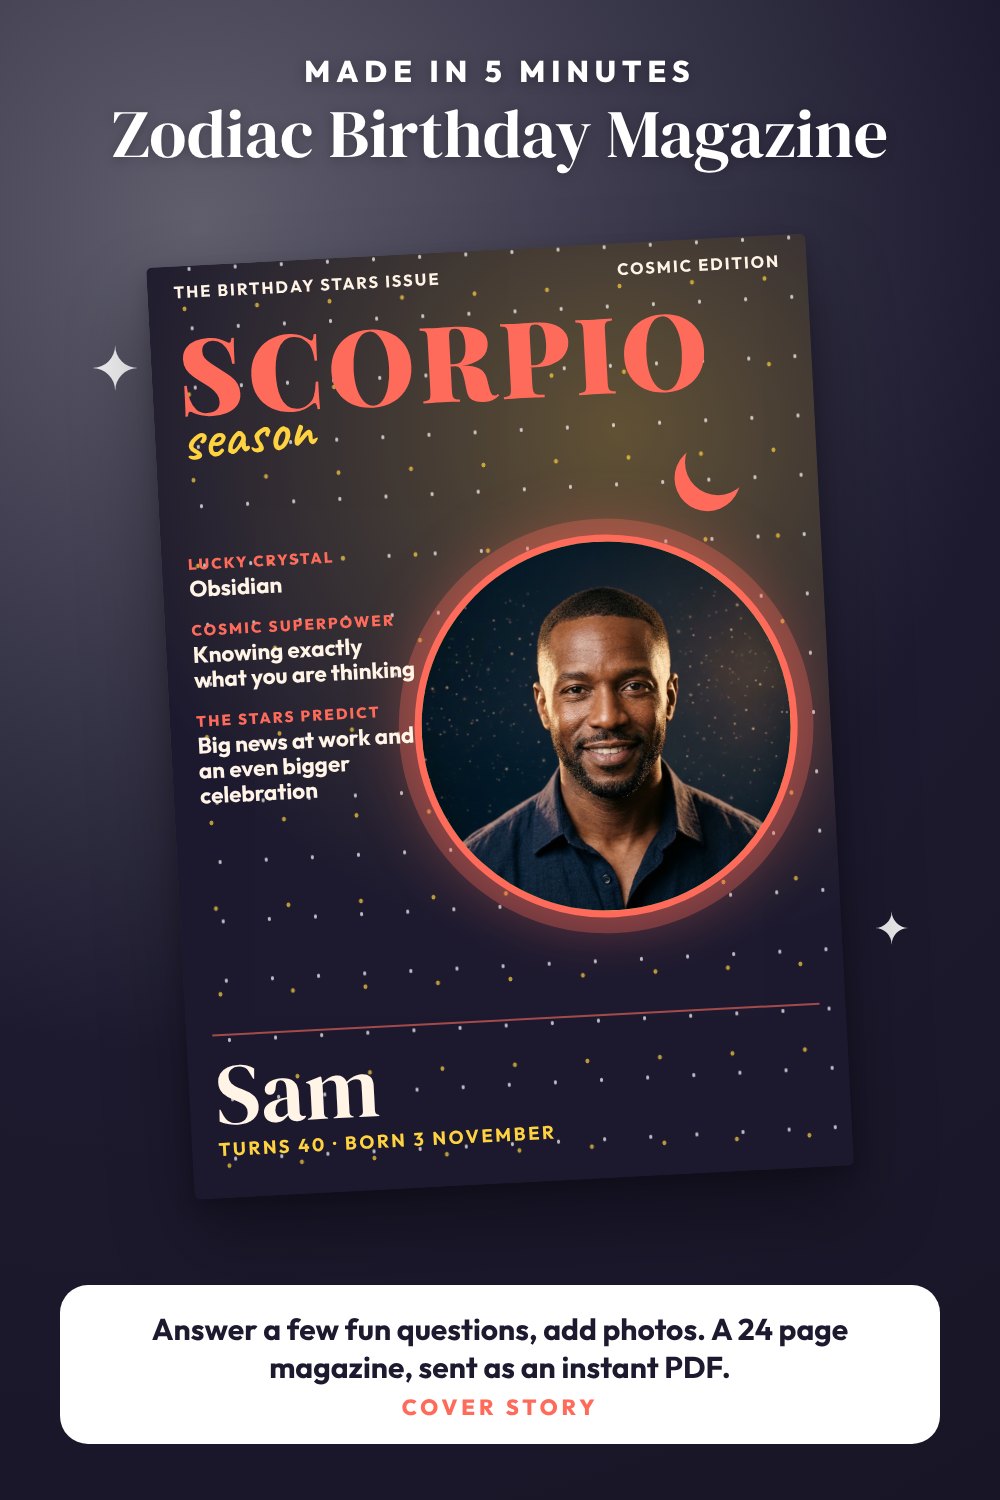 MADE IN 5 MINUTES
Zodiac Birthday Magazine
THE BIRTHDAY STARS ISSUE
COSMIC EDITION
SCORPIO
season
LUCKY CRYSTAL
Obsidian
COSMIC SUPERPOWER
Knowing exactly
what you are thinking
THE STARS PREDICT
Big news at work and
an even bigger
celebration
Sam
TURNS 40 · BORN 3 NOVEMBER
Answer a few fun questions, add photos. A 24 page
magazine, sent as an instant PDF.
COVER STORY